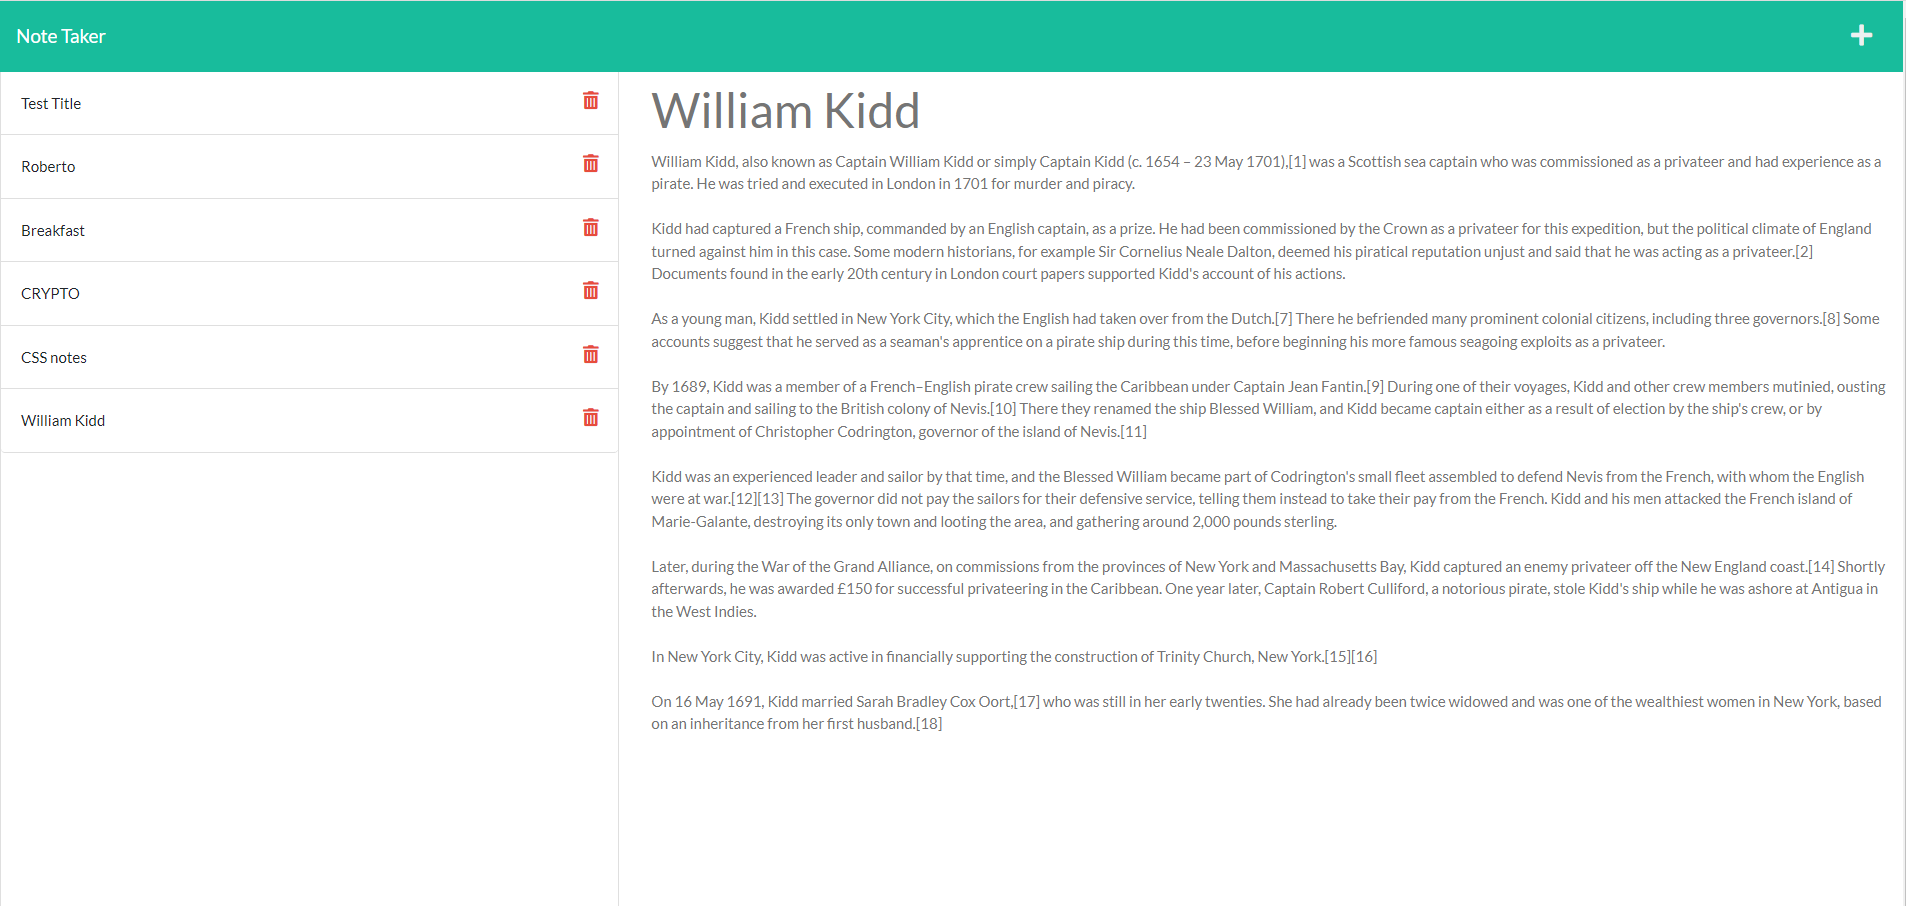 Note Taker
Test Title
Roberto
Breakfast
CRYPTO
CSS notes
William Kidd
William Kidd
William Kidd, also known as Captain William Kidd or simply Captain Kidd (c. 1654 – 23 May 1701),[1] was a Scottish sea captain who was commissioned as a privateer and had experience as a
pirate. He was tried and executed in London in 1701 for murder and piracy.
Kidd had captured a French ship, commanded by an English captain, as a prize. He had been commissioned by the Crown as a privateer for this expedition, but the political climate of England
turned against him in this case. Some modern historians, for example Sir Cornelius Neale Dalton, deemed his piratical reputation unjust and said that he was acting as a privateer.[2]
Documents found in the early 20th century in London court papers supported Kidd's account of his actions.
As a young man, Kidd settled in New York City, which the English had taken over from the Dutch.[7] There he befriended many prominent colonial citizens, including three governors.[8] Some
accounts suggest that he served as a seaman's apprentice on a pirate ship during this time, before beginning his more famous seagoing exploits as a privateer.
By 1689, Kidd was a member of a French–English pirate crew sailing the Caribbean under Captain Jean Fantin.[9] During one of their voyages, Kidd and other crew members mutinied, ousting
the captain and sailing to the British colony of Nevis.[10] There they renamed the ship Blessed William, and Kidd became captain either as a result of election by the ship's crew, or by
appointment of Christopher Codrington, governor of the island of Nevis.[11]
Kidd was an experienced leader and sailor by that time, and the Blessed William became part of Codrington's small fleet assembled to defend Nevis from the French, with whom the English
were at war.[12][13] The governor did not pay the sailors for their defensive service, telling them instead to take their pay from the French. Kidd and his men attacked the French island of
Marie-Galante, destroying its only town and looting the area, and gathering around 2,000 pounds sterling.
Later, during the War of the Grand Alliance, on commissions from the provinces of New York and Massachusetts Bay, Kidd captured an enemy privateer off the New England coast.[14] Shortly
afterwards, he was awarded £150 for successful privateering in the Caribbean. One year later, Captain Robert Culliford, a notorious pirate, stole Kidd's ship while he was ashore at Antigua in
the West Indies.
In New York City, Kidd was active in financially supporting the construction of Trinity Church, New York.[15][16]
On 16 May 1691, Kidd married Sarah Bradley Cox Oort,[17] who was still in her early twenties. She had already been twice widowed and was one of the wealthiest women in New York, based
on an inheritance from her first husband.[18]